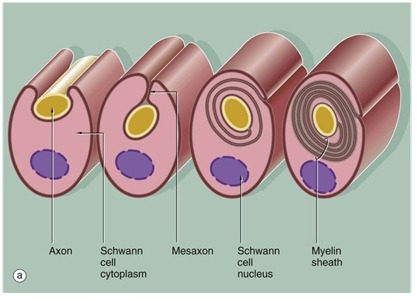 Axon
Schwann
cell
cytoplasm
Mesaxon
Schwann
cell
nucleus
Myelin
sheath
a